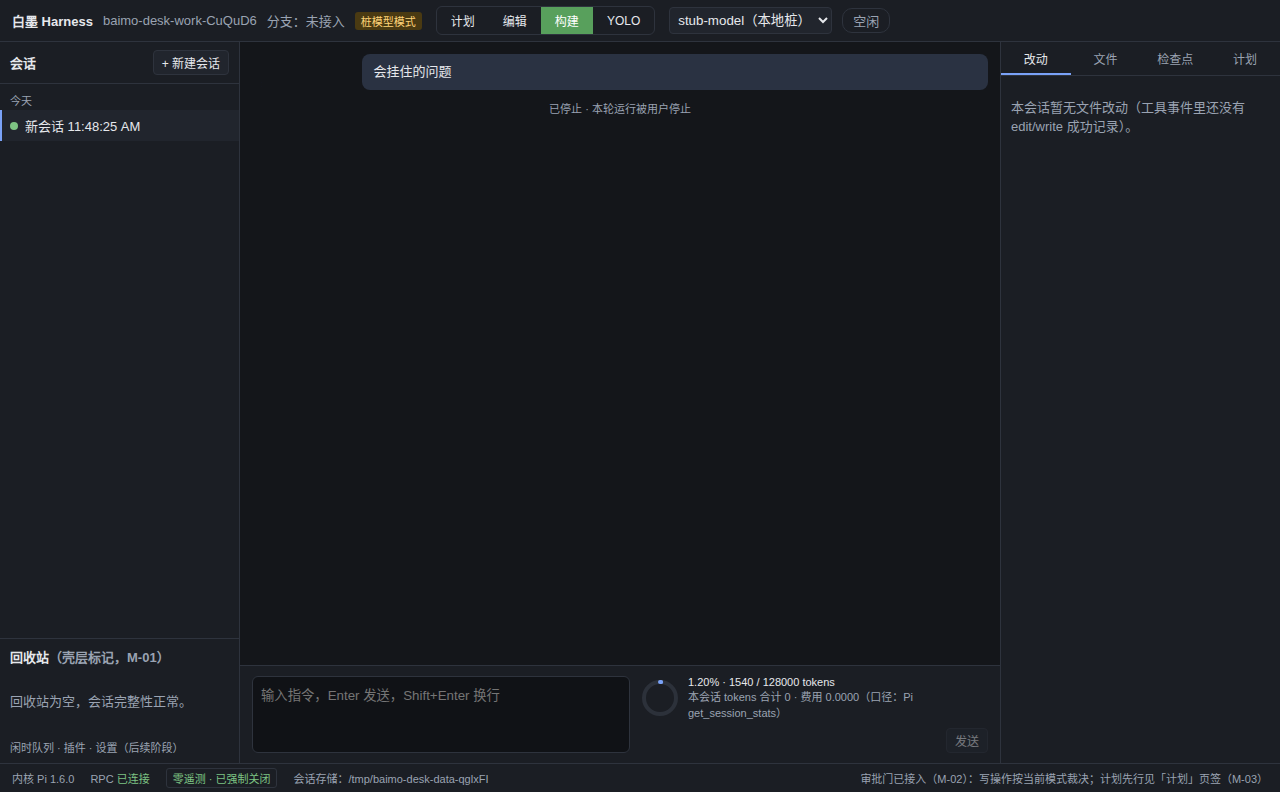 白墨 Harness baimo-desk-work-CuQuD6 分支：未接入 桩模型模式 计划 编辑 构建 YOLO stub-model（本地桩） 空闲
会话 + 新建会话
今天
新会话 11:48:25 AM
回收站（壳层标记，M-01）
回收站为空，会话完整性正常。
闲时队列 · 插件 · 设置（后续阶段）
会挂住的问题
已停止 · 本轮运行被用户停止
输入指令，Enter 发送，Shift+Enter 换行
1.20% · 1540 / 128000 tokens
本会话 tokens 合计 0 · 费用 0.0000（口径：Pi
get_session_stats）
发送
改动 文件 检查点 计划
本会话暂无文件改动（工具事件里还没有
edit/write 成功记录）。
内核 Pi 1.6.0 RPC 已连接 零遥测 · 已强制关闭 会话存储：/tmp/baimo-desk-data-qglxFI 审批门已接入（M-02）：写操作按当前模式裁决；计划先行见「计划」页签（M-03）